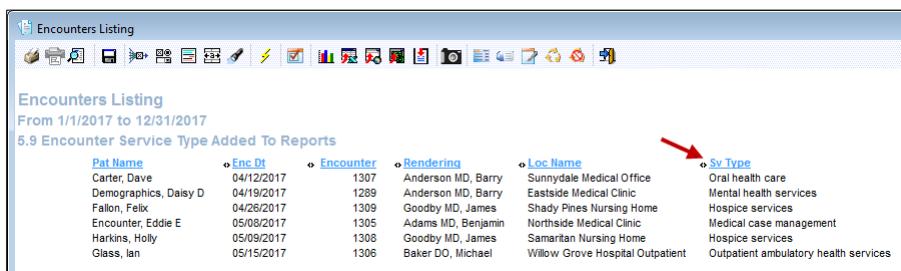 Encounters Listing
Encounters Listing
From 1/1/2017 to 12/31/2017
5.9 Encounter Service Type Added To Reports
Pat Name Enc Dt Encounter Rendering Loc Name Sv Type
Carter, Dave 04/12/2017 1307 Anderson MD, Barry Sunnydale Medical Office Oral health care
Demographics, Daisy D 04/19/2017 1289 Anderson MD, Barry Eastside Medical Clinic Mental health services
Fallon, Felix 04/26/2017 1309 Goodby MD, James Shady Pines Nursing Home Hospice services
Encounter, Eddie E 05/08/2017 1305 Adams MD, Benjamin Northside Medical Clinic Medical case management
Harkins, Holly 05/09/2017 1308 Goodby MD, James Samaritan Nursing Home Hospice services
Glass, Ian 05/15/2017 1306 Baker DO, Michael Willow Grove Hospital Outpatient Outpatient ambulatory health services